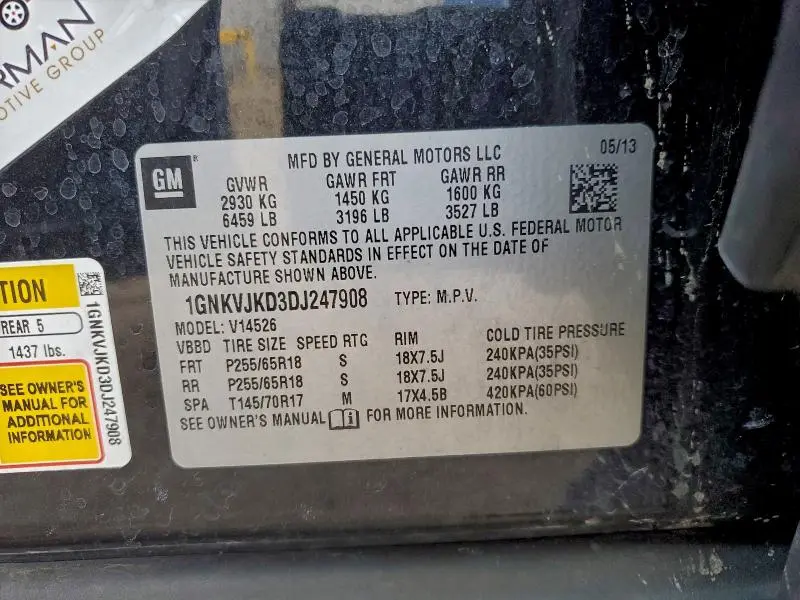 RMAN
OTIVE GROUP
GM
MFD BY GENERAL MOTORS LLC
05/13
GVWR GAWR FRT GAWR RR
2930 KG 1450 KG 1600 KG
6459 LB 3196 LB 3527 LB
THIS VEHICLE CONFORMS TO ALL APPLICABLE U.S. FEDERAL MOTOR
VEHICLE SAFETY STANDARDS IN EFFECT ON THE DATE OF
MANUFACTURE SHOWN ABOVE.
1GNKVJKD3DJ247908 TYPE: M.P.V.
MODEL: V14526
VBBD TIRE SIZE SPEED RTG RIM COLD TIRE PRESSURE
FRT P255/65R18 S 18X7.5J 240KPA(35PSI)
RR P255/65R18 S 18X7.5J 240KPA(35PSI)
SPA T145/70R17 M 17X4.5B 420KPA(60PSI)
SEE OWNER'S MANUAL FOR MORE INFORMATION.
TION
REAR 5
1437 lbs.
SEE OWNER'S
MANUAL FOR
ADDITIONAL
INFORMATION
1GNKVJKD3DJ247908